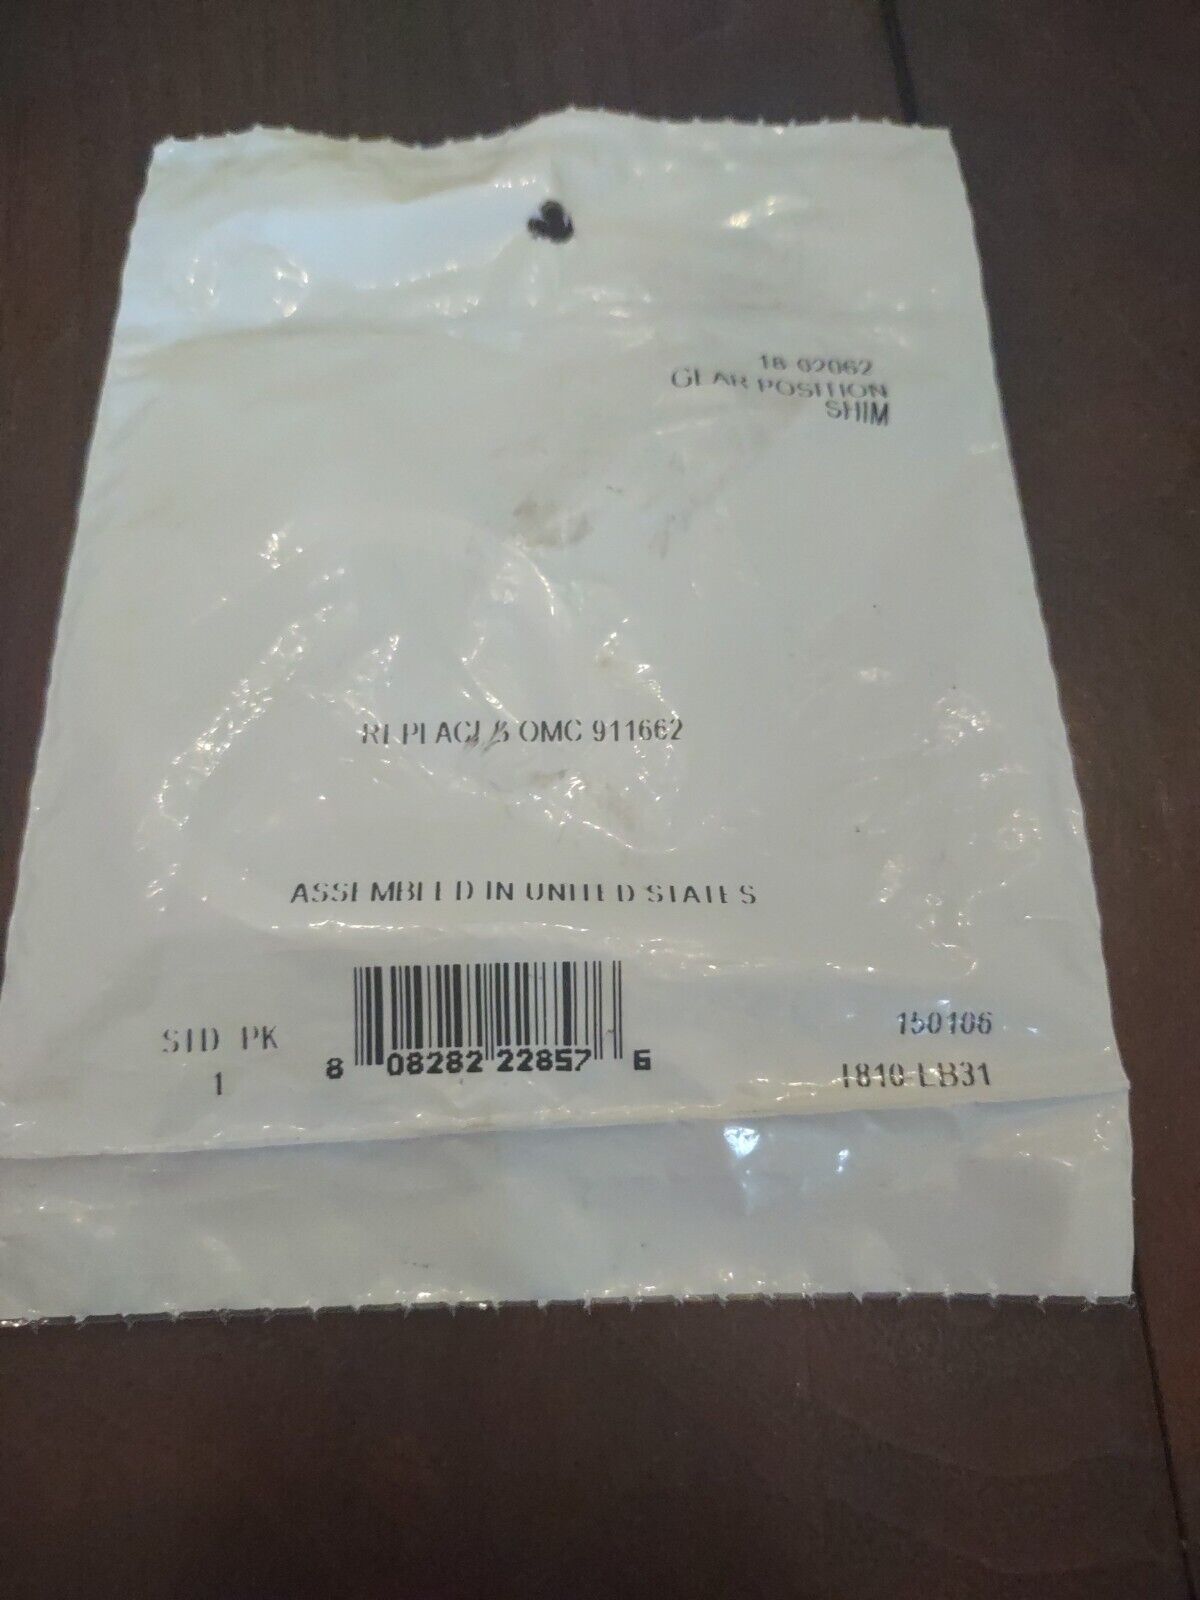 18-02062
GEAR POSITION
SHIM
REPLACES OMC 911662
ASSEMBLED IN UNITED STATES
STD PK
1
8 08282 22857 6
150106
1810-LB31